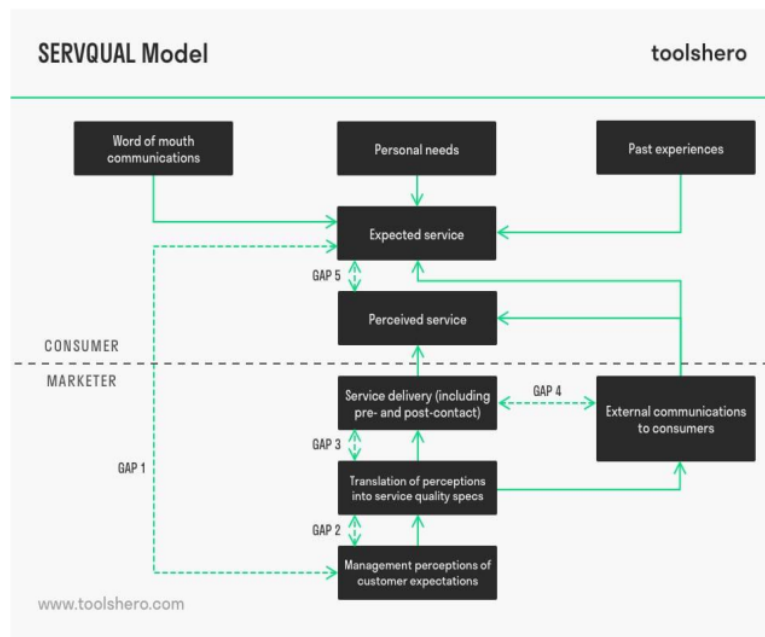 SERVQUAL Model
toolshero
Word of mouth
communications
Personal needs
Past experiences
Expected service
GAP 5
Perceived service
CONSUMER
MARKETER
Service delivery (including
pre- and post-contact)
GAP 4
External communications
to consumers
GAP 3
GAP 1
Translation of perceptions
into service quality specs
GAP 2
Management perceptions of
customer expectations
www.toolshero.com